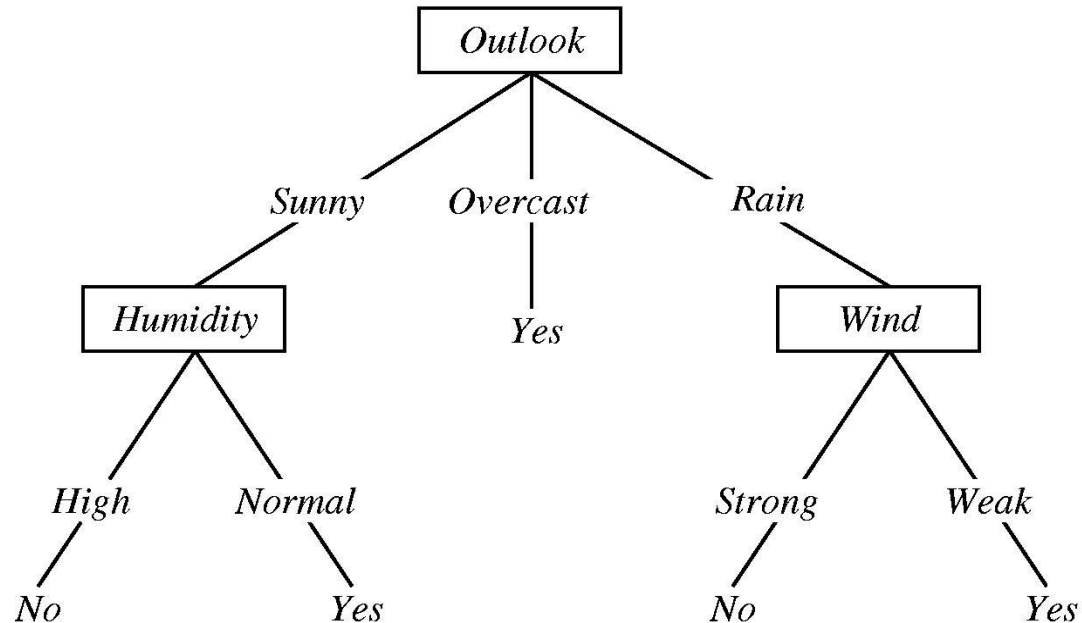 Outlook
Sunny Overcast Rain
Humidity Yes Wind
High Normal Strong Weak
No Yes No Yes